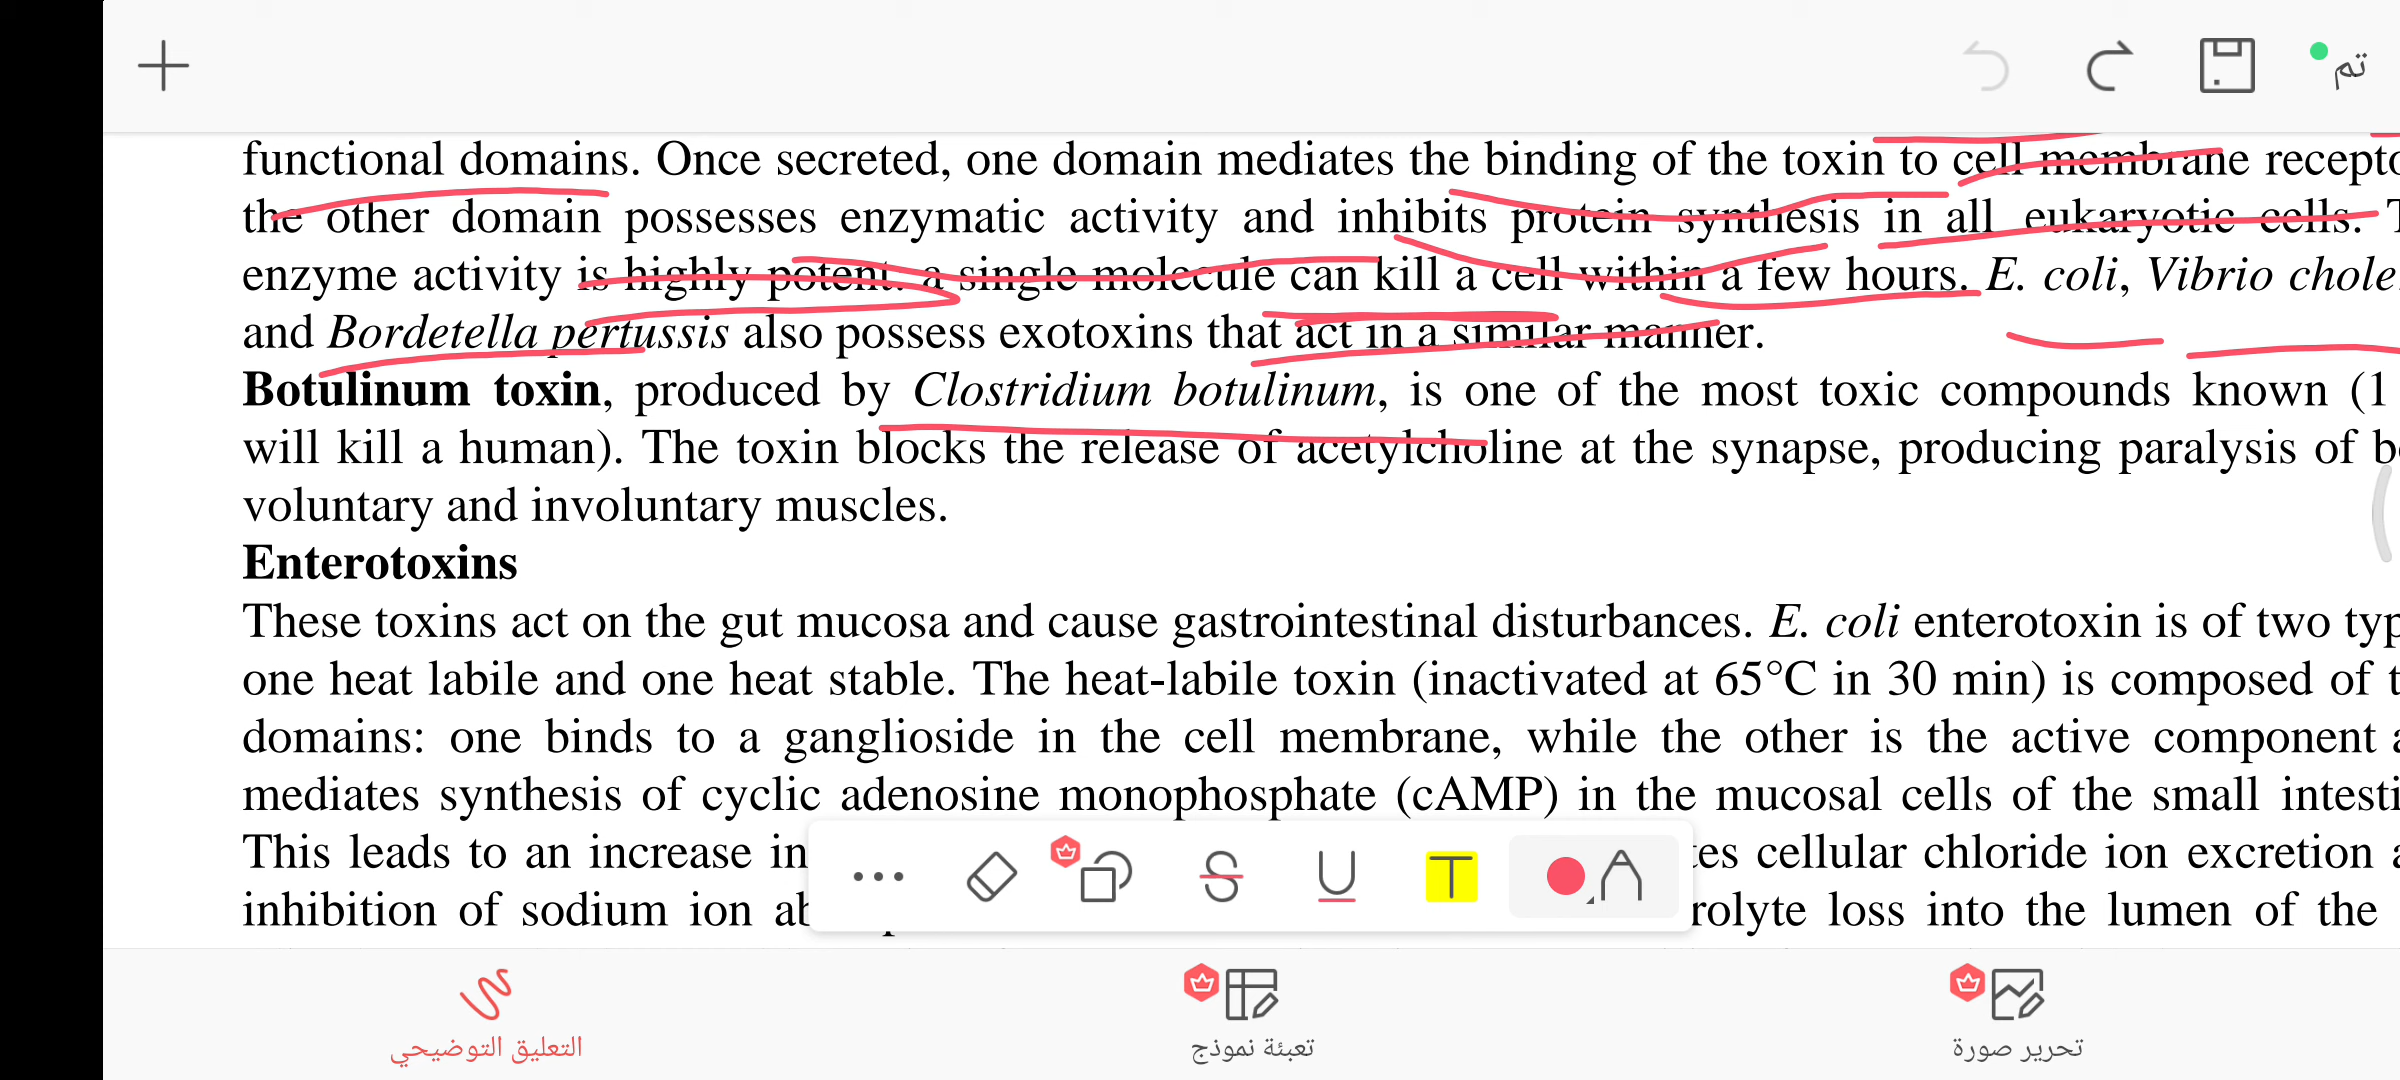 تم
functional domains. Once secreted, one domain mediates the binding of the toxin to cell membrane
the other domain possesses enzymatic activity and inhibits protein synthesis in all eukaryotic cells.
enzyme activity is highly potent: a single molecule can kill a cell within a few hours. E. coli, Vibrio
and Bordetella pertussis also possess exotoxins that act in a similar manner.
Botulinum toxin, produced by Clostridium botulinum, is one of the most toxic compounds known (1
will kill a human). The toxin blocks the release of acetylcholine at the synapse, producing paralysis of
voluntary and involuntary muscles.
Enterotoxins
These toxins act on the gut mucosa and cause gastrointestinal disturbances. E. coli enterotoxin is of two
one heat labile and one heat stable. The heat-labile toxin (inactivated at 65°C in 30 min) is composed of
domains: one binds to a ganglioside in the cell membrane, while the other is the active component
mediates synthesis of cyclic adenosine monophosphate (cAMP) in the mucosal cells of the small
This leads to an increase in cellular chloride ion excretion
inhibition of sodium ion loss into the lumen of the
التعليق التوضيحي
تعبئة نموذج
تحرير صورة